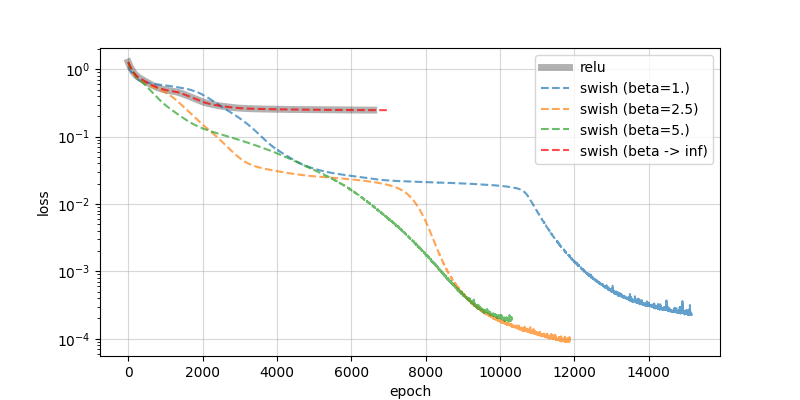 10⁰
10⁻¹
10⁻²
10⁻³
10⁻⁴
loss
relu
swish (beta=1.)
swish (beta=2.5)
swish (beta=5.)
swish (beta -> inf)
0 2000 4000 6000 8000 10000 12000 14000
epoch